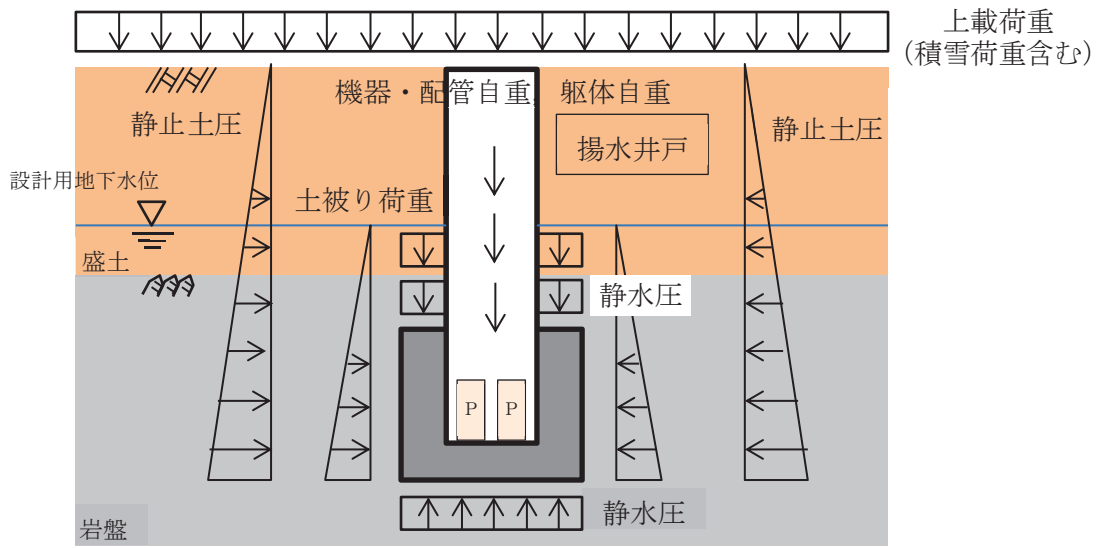 上載荷重
(積雪荷重含む)
機器・配管自重, 躯体自重
静止土圧
揚水井戸
静止土圧
設計用地下水位
土被り荷重
盛土
静水圧
P P
静水圧
岩盤